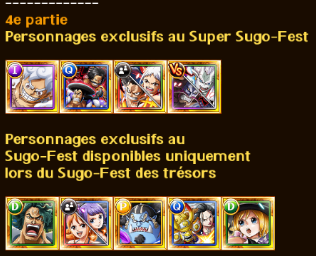 4e partie
Personnages exclusifs au Super Sugo-Fest
I
Q
VS
Personnages exclusifs au
Sugo-Fest disponibles uniquement
lors du Sugo-Fest des trésors
D
P
Q
D